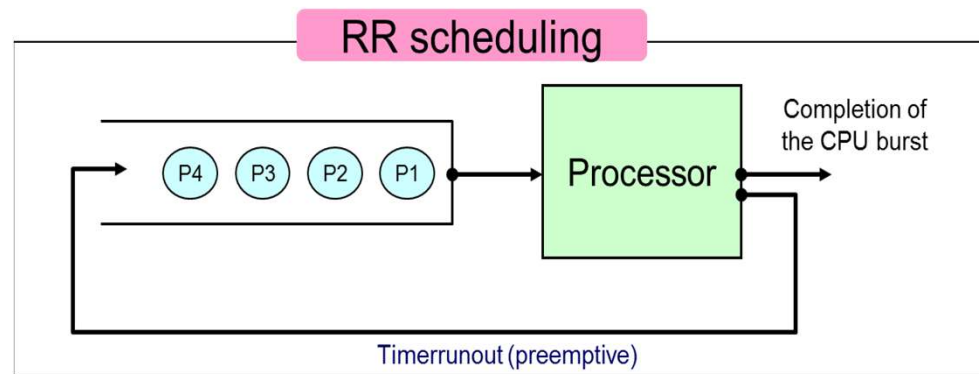 RR scheduling
P4 P3 P2 P1
Processor
Completion of
the CPU burst
Timerrunout (preemptive)